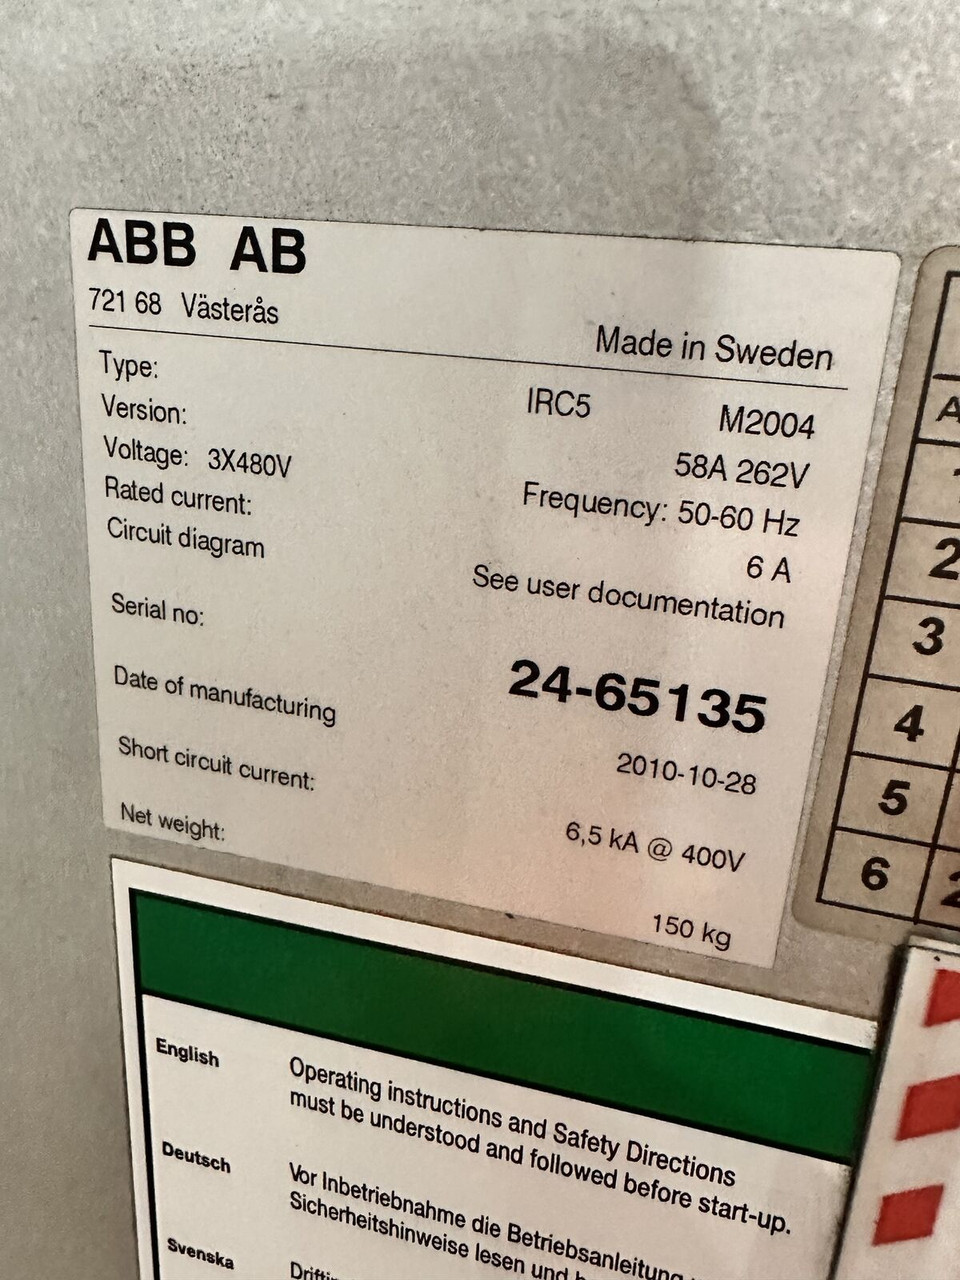 ABB AB
721 68 Västerås
Made in Sweden
Type: IRC5 M2004
Version: 58A 262V
Voltage: 3X480V Frequency: 50-60 Hz
Rated current: 6 A
Circuit diagram See user documentation
Serial no: 24-65135
Date of manufacturing 2010-10-28
Short circuit current: 6,5 kA @ 400V
Net weight: 150 kg
2
3
4
5
6
English Operating instructions and Safety Directions
must be understood and followed before start-up.
Deutsch Vor Inbetriebnahme die Betriebsanleitung
Sicherheitshinweise lesen und
Svenska